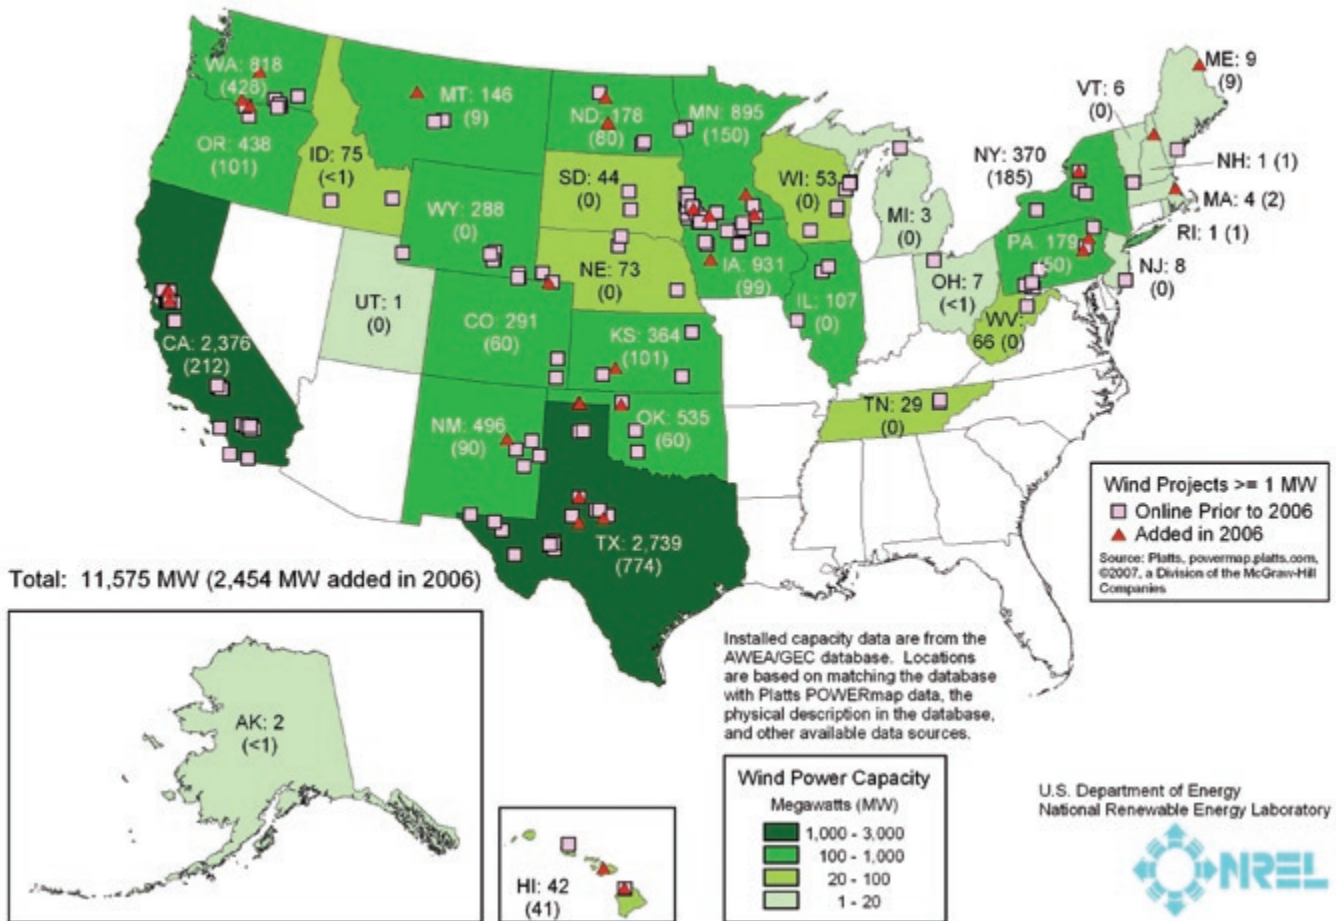 WA: 818
(428)
MT: 146
(9)
ND: 178
(80)
MN: 895
(150)
VT: 6
(0)
ME: 9
(9)
OR: 438
(101)
ID: 75
(<1)
SD: 44
(0)
WI: 53
(0)
NY: 370
(185)
NH: 1 (1)
MA: 4 (2)
RI: 1 (1)
WY: 288
(0)
MI: 3
(0)
PA: 179
(50)
NJ: 8
(0)
NE: 73
(0)
IA: 931
(99)
IL: 107
(0)
OH: 7
(<1)
UT: 1
(0)
CO: 291
(60)
KS: 364
(101)
WV:
66 (0)
CA: 2,376
(212)
NM: 496
(90)
OK: 535
(60)
TN: 29
(0)
TX: 2,739
(774)
Wind Projects >= 1 MW
Online Prior to 2006
Added in 2006
Source: Platts, powermap.platts.com,
©2007, a Division of the McGraw-Hill
Companies
Total: 11,575 MW (2,454 MW added in 2006)
Installed capacity data are from the
AWEA/GEC database. Locations
are based on matching the database
with Platts POWERmap data, the
physical description in the database,
and other available data sources.
AK: 2
(<1)
HI: 42
(41)
Wind Power Capacity
Megawatts (MW)
1,000 - 3,000
100 - 1,000
20 - 100
1 - 20
U.S. Department of Energy
National Renewable Energy Laboratory
NREL